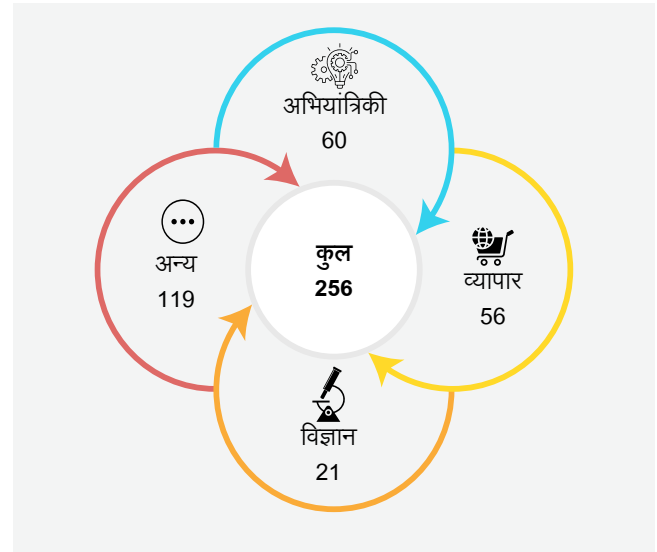 अभियांत्रिकी
60
अन्य
119
कुल
256
व्यापार
56
विज्ञान
21